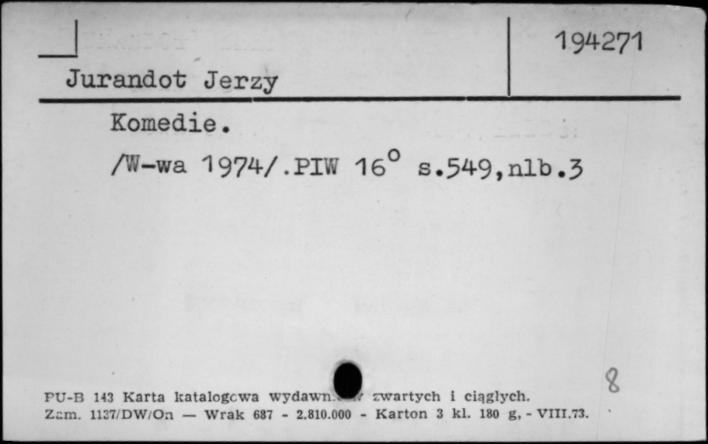 194271
Jurandot Jerzy
Komedie.
/W-wa 1974/.PIW 16° s.549,nlb.3
8
PU-B 143 Karta katalogowa zwartych i ciągłych.
Zam. 1137/DW/On — Wrak 687 - 2.810.000 - Karton 3 kl. 180 g, - VIII.73.